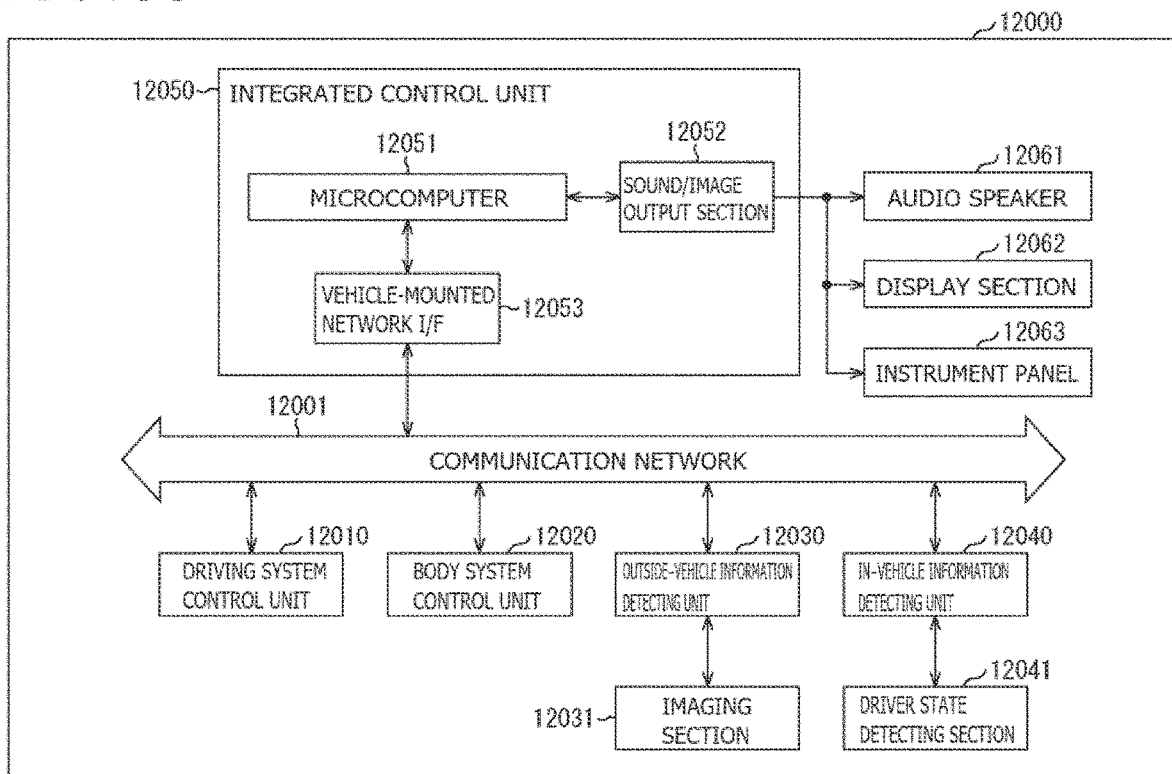 12000
12050
INTEGRATED CONTROL UNIT
12051
MICROCOMPUTER
12052
SOUND/IMAGE
OUTPUT SECTION
12061
AUDIO SPEAKER
12062
DISPLAY SECTION
12063
INSTRUMENT PANEL
VEHICLE-MOUNTED
NETWORK I/F
12053
12001
COMMUNICATION NETWORK
12010
DRIVING SYSTEM
CONTROL UNIT
12020
BODY SYSTEM
CONTROL UNIT
12030
OUTSIDE-VEHICLE INFORMATION
DETECTING UNIT
12040
IN-VEHICLE INFORMATION
DETECTING UNIT
12031
IMAGING
SECTION
12041
DRIVER STATE
DETECTING SECTION